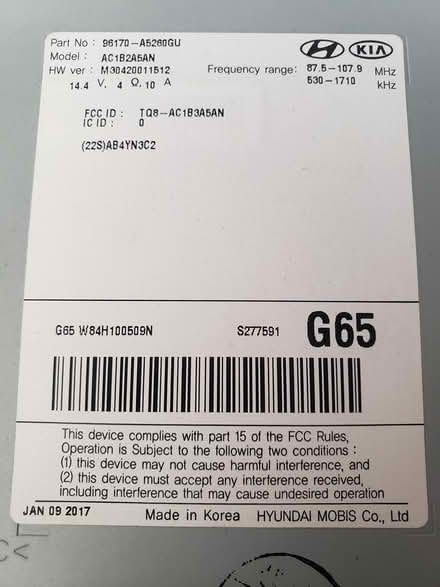 Part No : 96170-A5260GU
Model : AC1B2A5AN
HW ver : M30420011512
14.4 V, 4 Ω, 10 A
KIA
Frequency range: 87.5-107.9 MHz
530-1710 kHz
FCC ID : TQ8-AC1B3A5AN
IC ID : 0
(22S)AB4YN3C2
G65 W84H100509N S277591 G65
This device complies with part 15 of the FCC Rules,
Operation is Subject to the following two conditions :
(1) this device may not cause harmful interference, and
(2) this device must accept any interference received,
including interference that may cause undesired operation
JAN 09 2017 Made in Korea HYUNDAI MOBIS Co., Ltd